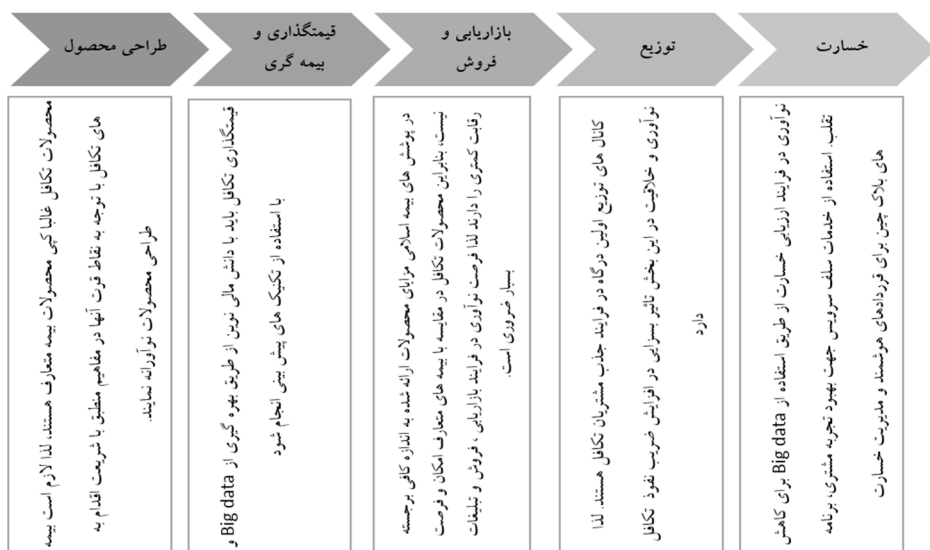 طراحی محصول
قیمتگذاری و
بیمه گری
بازاریابی و
فروش
توزیع
خسارت
محصولات تکافل غالبا کپی محصولات بیمه متعارف هستند، لذا لازم است بیمه
های تکافل با توجه به نقاط قوت آنها در مفاهیم منطبق با شریعت اقدام به
طراحی محصولات نوآورانه نمایند.
قیمتگذاری تکافل باید با دانش مالی نوین از طریق بهره گیری از Big data و
با استفاده از تکنیک های پیش بینی انجام شود
در پوشش های بیمه اسلامی مزایای محصولات ارائه شده به اندازه کافی برجسته
نیست، بنابراین محصولات تکافل در مقایسه با بیمه های متعارف امکان و فرصت
رقابت کمتری را دارند لذا فرصت نوآوری در فرایند بازاریابی ، فروش و تبلیغات
بسیار ضروری است.
کانال های توزیع اولین درگاه در فرایند جذب مشتریان تکافل هستند. لذا
نوآوری و خلاقیت در این بخش تاثیر بسزایی در افزایش ضریب نفوذ تکافل
دارد
نوآوری در فرایند ارزیابی خسارت از طریق استفاده از Big data برای کاهش
تقلب. استفاده از خدمات سلف سرویس جهت بهبود تجربه مشتری، برنامه
های بلاک چین برای قرردادهای هوشمند و مدیریت خسارت